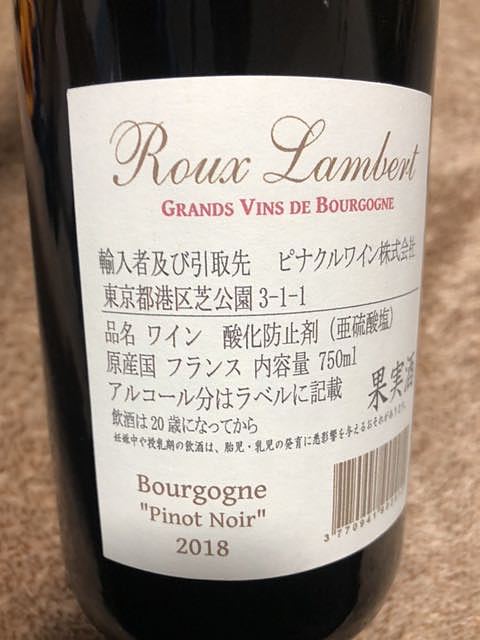 Roux Lambert
GRANDS VINS DE BOURGOGNE
輸入者及び引取先 ピナクルワイン株式会社
東京都港区芝公園3-1-1
品名 ワイン 酸化防止剤（亜硫酸塩）
原産国 フランス 内容量 750ml
アルコール分はラベルに記載
果実酒
飲酒は20歳になってから
妊娠中や授乳期の飲酒は、胎児・乳児の発育に悪影響を与えるおそれがあります。
Bourgogne
"Pinot Noir"
2018